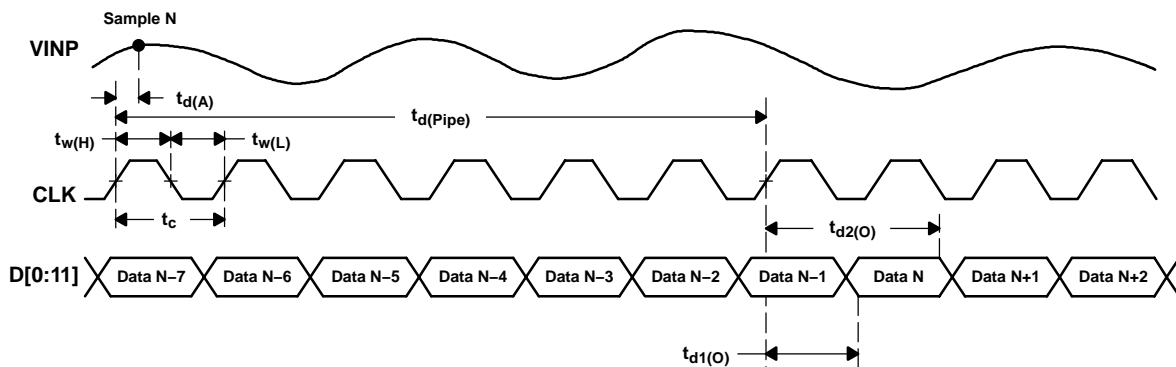 Sample N
VINP
td(A)
td(Pipe)
tw(H)
tw(L)
CLK
tc
td2(O)
D[0:11]
Data N–7
Data N–6
Data N–5
Data N–4
Data N–3
Data N–2
Data N–1
Data N
Data N+1
Data N+2
td1(O)